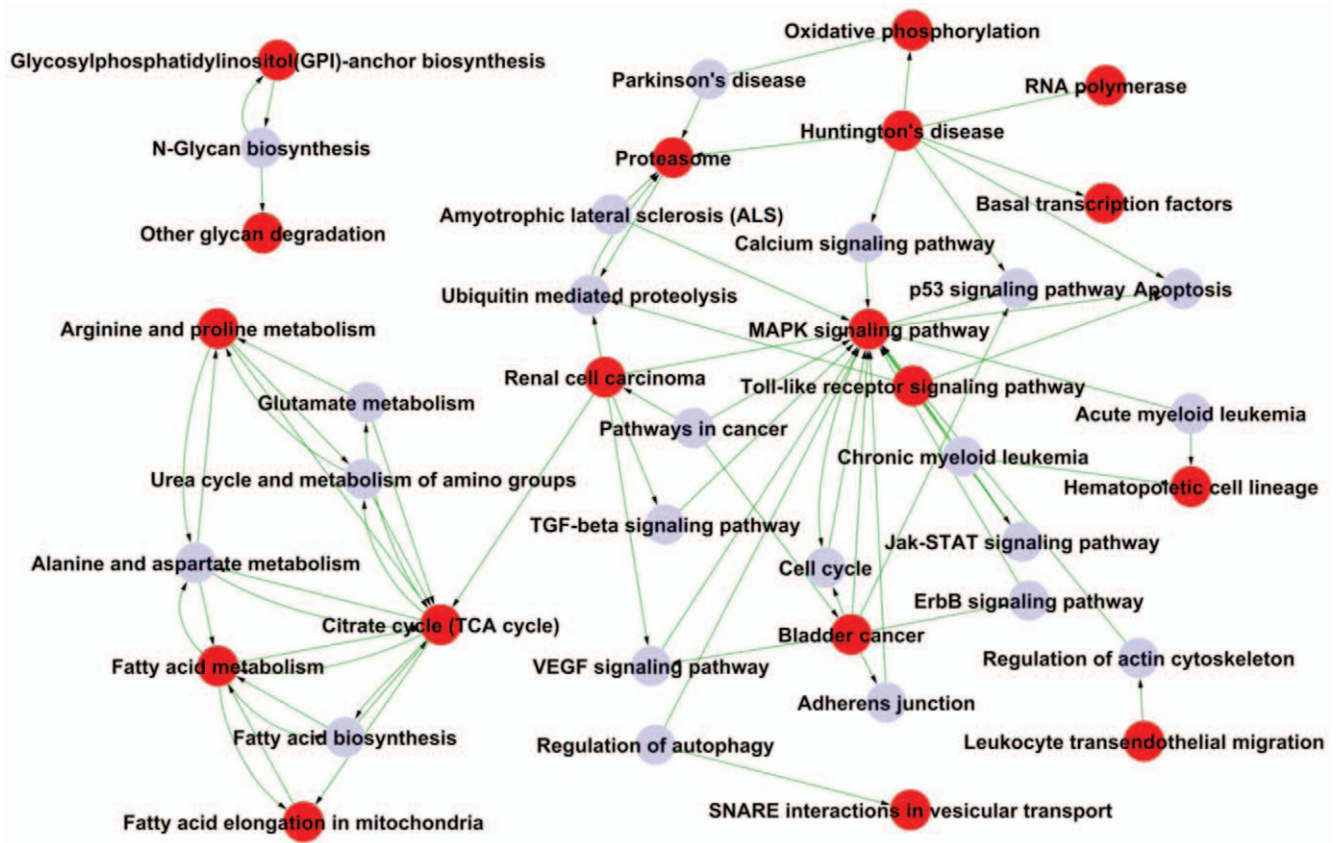 Oxidative phosphorylation
Glycosylphosphatidylinositol(GPI)-anchor biosynthesis
Parkinson's disease
RNA polymerase
Huntington's disease
N-Glycan biosynthesis
Proteasome
Basal transcription factors
Amyotrophic lateral sclerosis (ALS)
Other glycan degradation
Calcium signaling pathway
p53 signaling pathway
Apoptosis
Ubiquitin mediated proteolysis
Arginine and proline metabolism
MAPK signaling pathway
Renal cell carcinoma
Toll-like receptor signaling pathway
Glutamate metabolism
Acute myeloid leukemia
Pathways in cancer
Chronic myeloid leukemia
Urea cycle and metabolism of amino groups
Hematopoietic cell lineage
TGF-beta signaling pathway
Jak-STAT signaling pathway
Alanine and aspartate metabolism
Cell cycle
ErbB signaling pathway
Citrate cycle (TCA cycle)
Bladder cancer
Regulation of actin cytoskeleton
Fatty acid metabolism
VEGF signaling pathway
Adherens junction
Fatty acid biosynthesis
Regulation of autophagy
Leukocyte transendothelial migration
SNARE interactions in vesicular transport
Fatty acid elongation in mitochondria